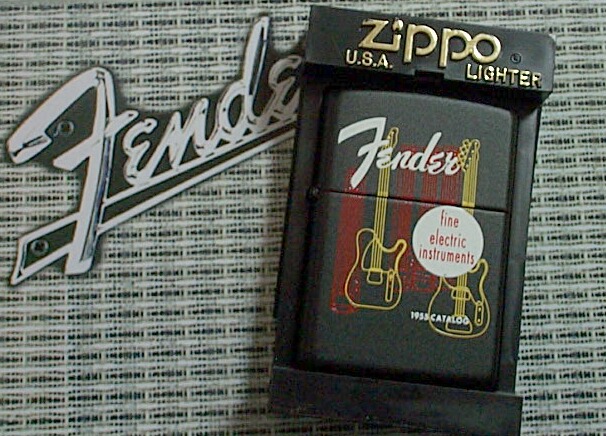 Fender
Zippo
U.S.A. LIGHTER
Fender
fine
electric
instruments
1955 CATALOG